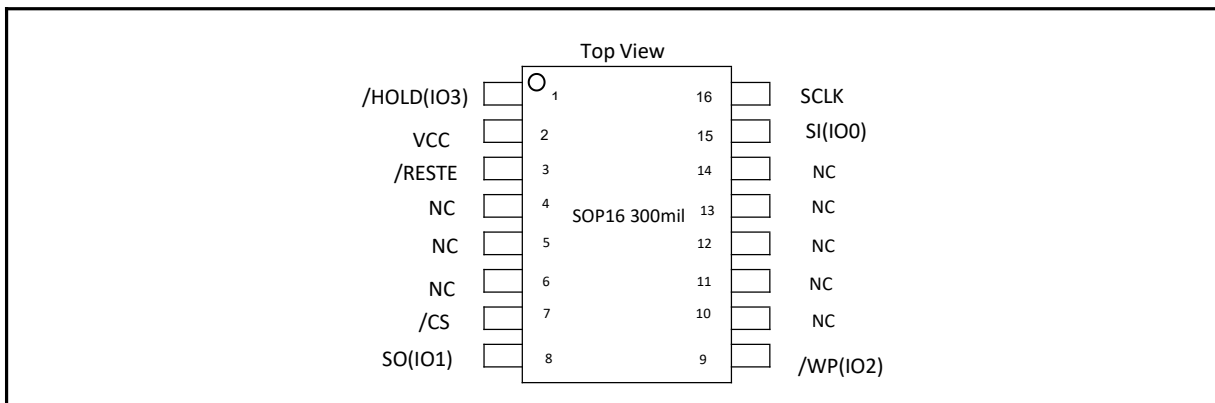 Top View
/HOLD(IO3) 1 16 SCLK
VCC 2 15 SI(IO0)
/RESTE 3 14 NC
NC 4 SOP16 300mil 13 NC
NC 5 12 NC
NC 6 11 NC
/CS 7 10 NC
SO(IO1) 8 9 /WP(IO2)